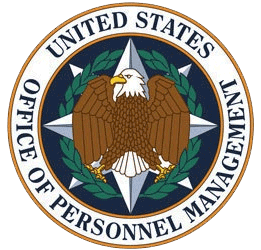 UNITED STATES
OFFICE OF PERSONNEL MANAGEMENT